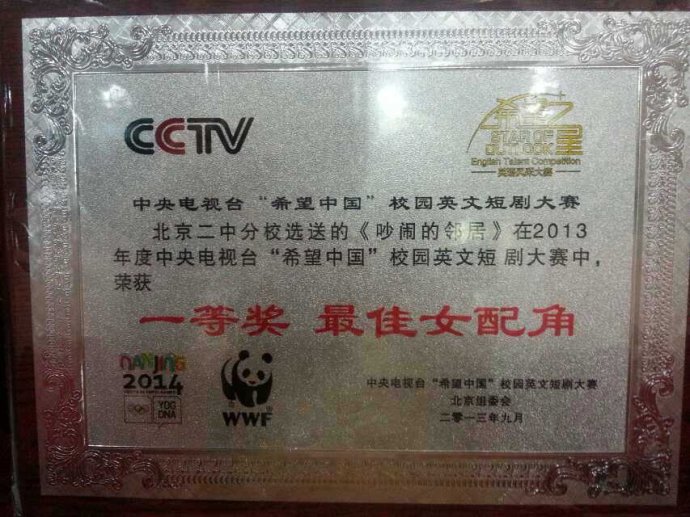 CCTV
希望之星
STAR OF OUTLOOK
English Talent Competition
英语风采大赛
中央电视台“希望中国”校园英文短剧大赛
北京二中分校选送的《吵闹的邻居》在2013
年度中央电视台“希望中国”校园英文短 剧大赛中，
荣获
一等奖 最佳女配角
NANJING
2014
YOG
DNA
WWF
中央电视台“希望中国”校园英文短剧大赛
北京组委会
二零一三年九月